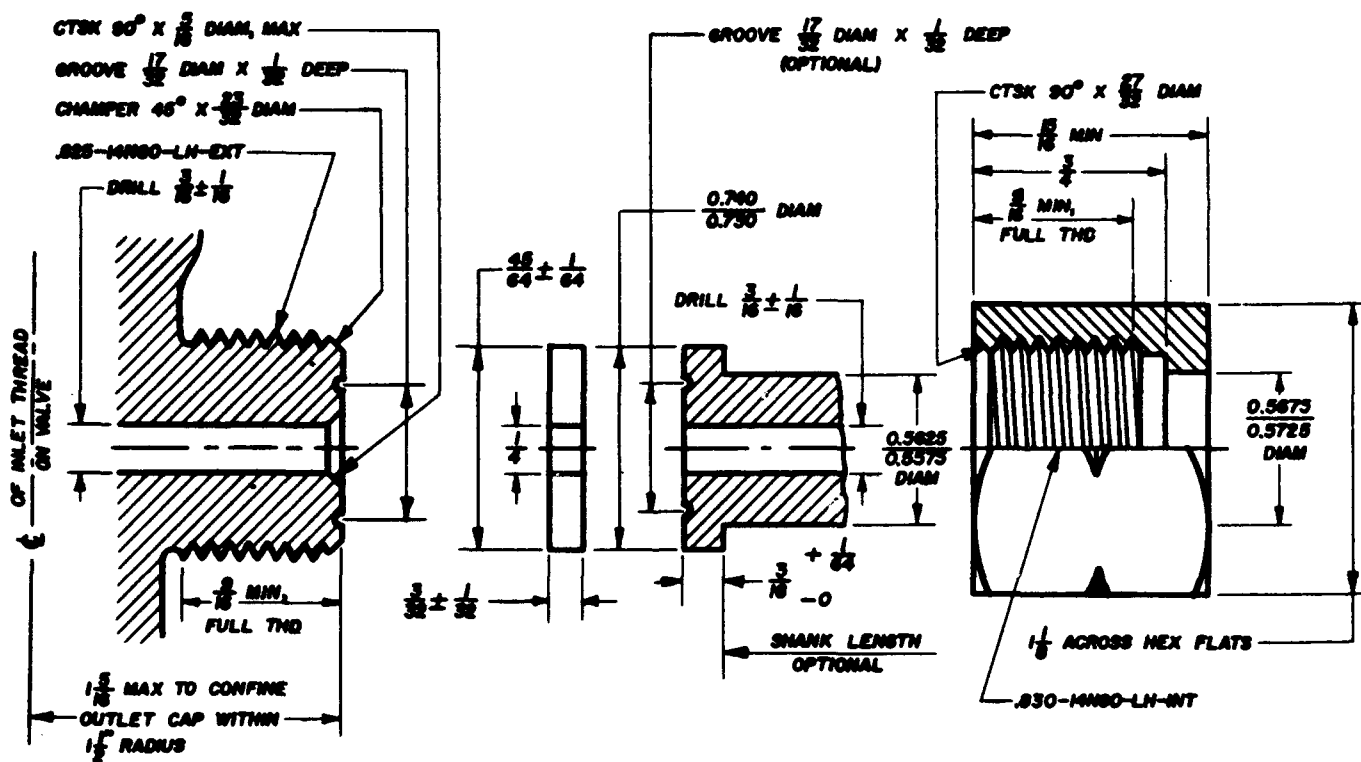 CTSK 90° X 3/16 DIAM, MAX
GROOVE 17/32 DIAM X 1/32 DEEP
CHAMPER 45° X 23/32 DIAM
.825-14NGO-LH-EXT
DRILL 3/16 ± 1/16
℄ OF INLET THREAD
ON VALVE
9/16 MIN,
FULL THD
1 3/16 MAX TO CONFINE
OUTLET CAP WITHIN
1 1/2" RADIUS
45/64 ± 1/64
1/4
3/32 ± 1/32
GROOVE 17/32 DIAM X 1/32 DEEP
(OPTIONAL)
0.740
0.730 DIAM
DRILL 3/16 ± 1/16
0.5625
0.5575
DIAM
3/16 + 1/64
-0
SHANK LENGTH
OPTIONAL
CTSK 90° X 27/32 DIAM
15/16 MIN
3/4
9/16 MIN,
FULL THD
0.5675
0.5725
DIAM
1 1/8 ACROSS HEX FLATS
.830-14NGO-LH-INT